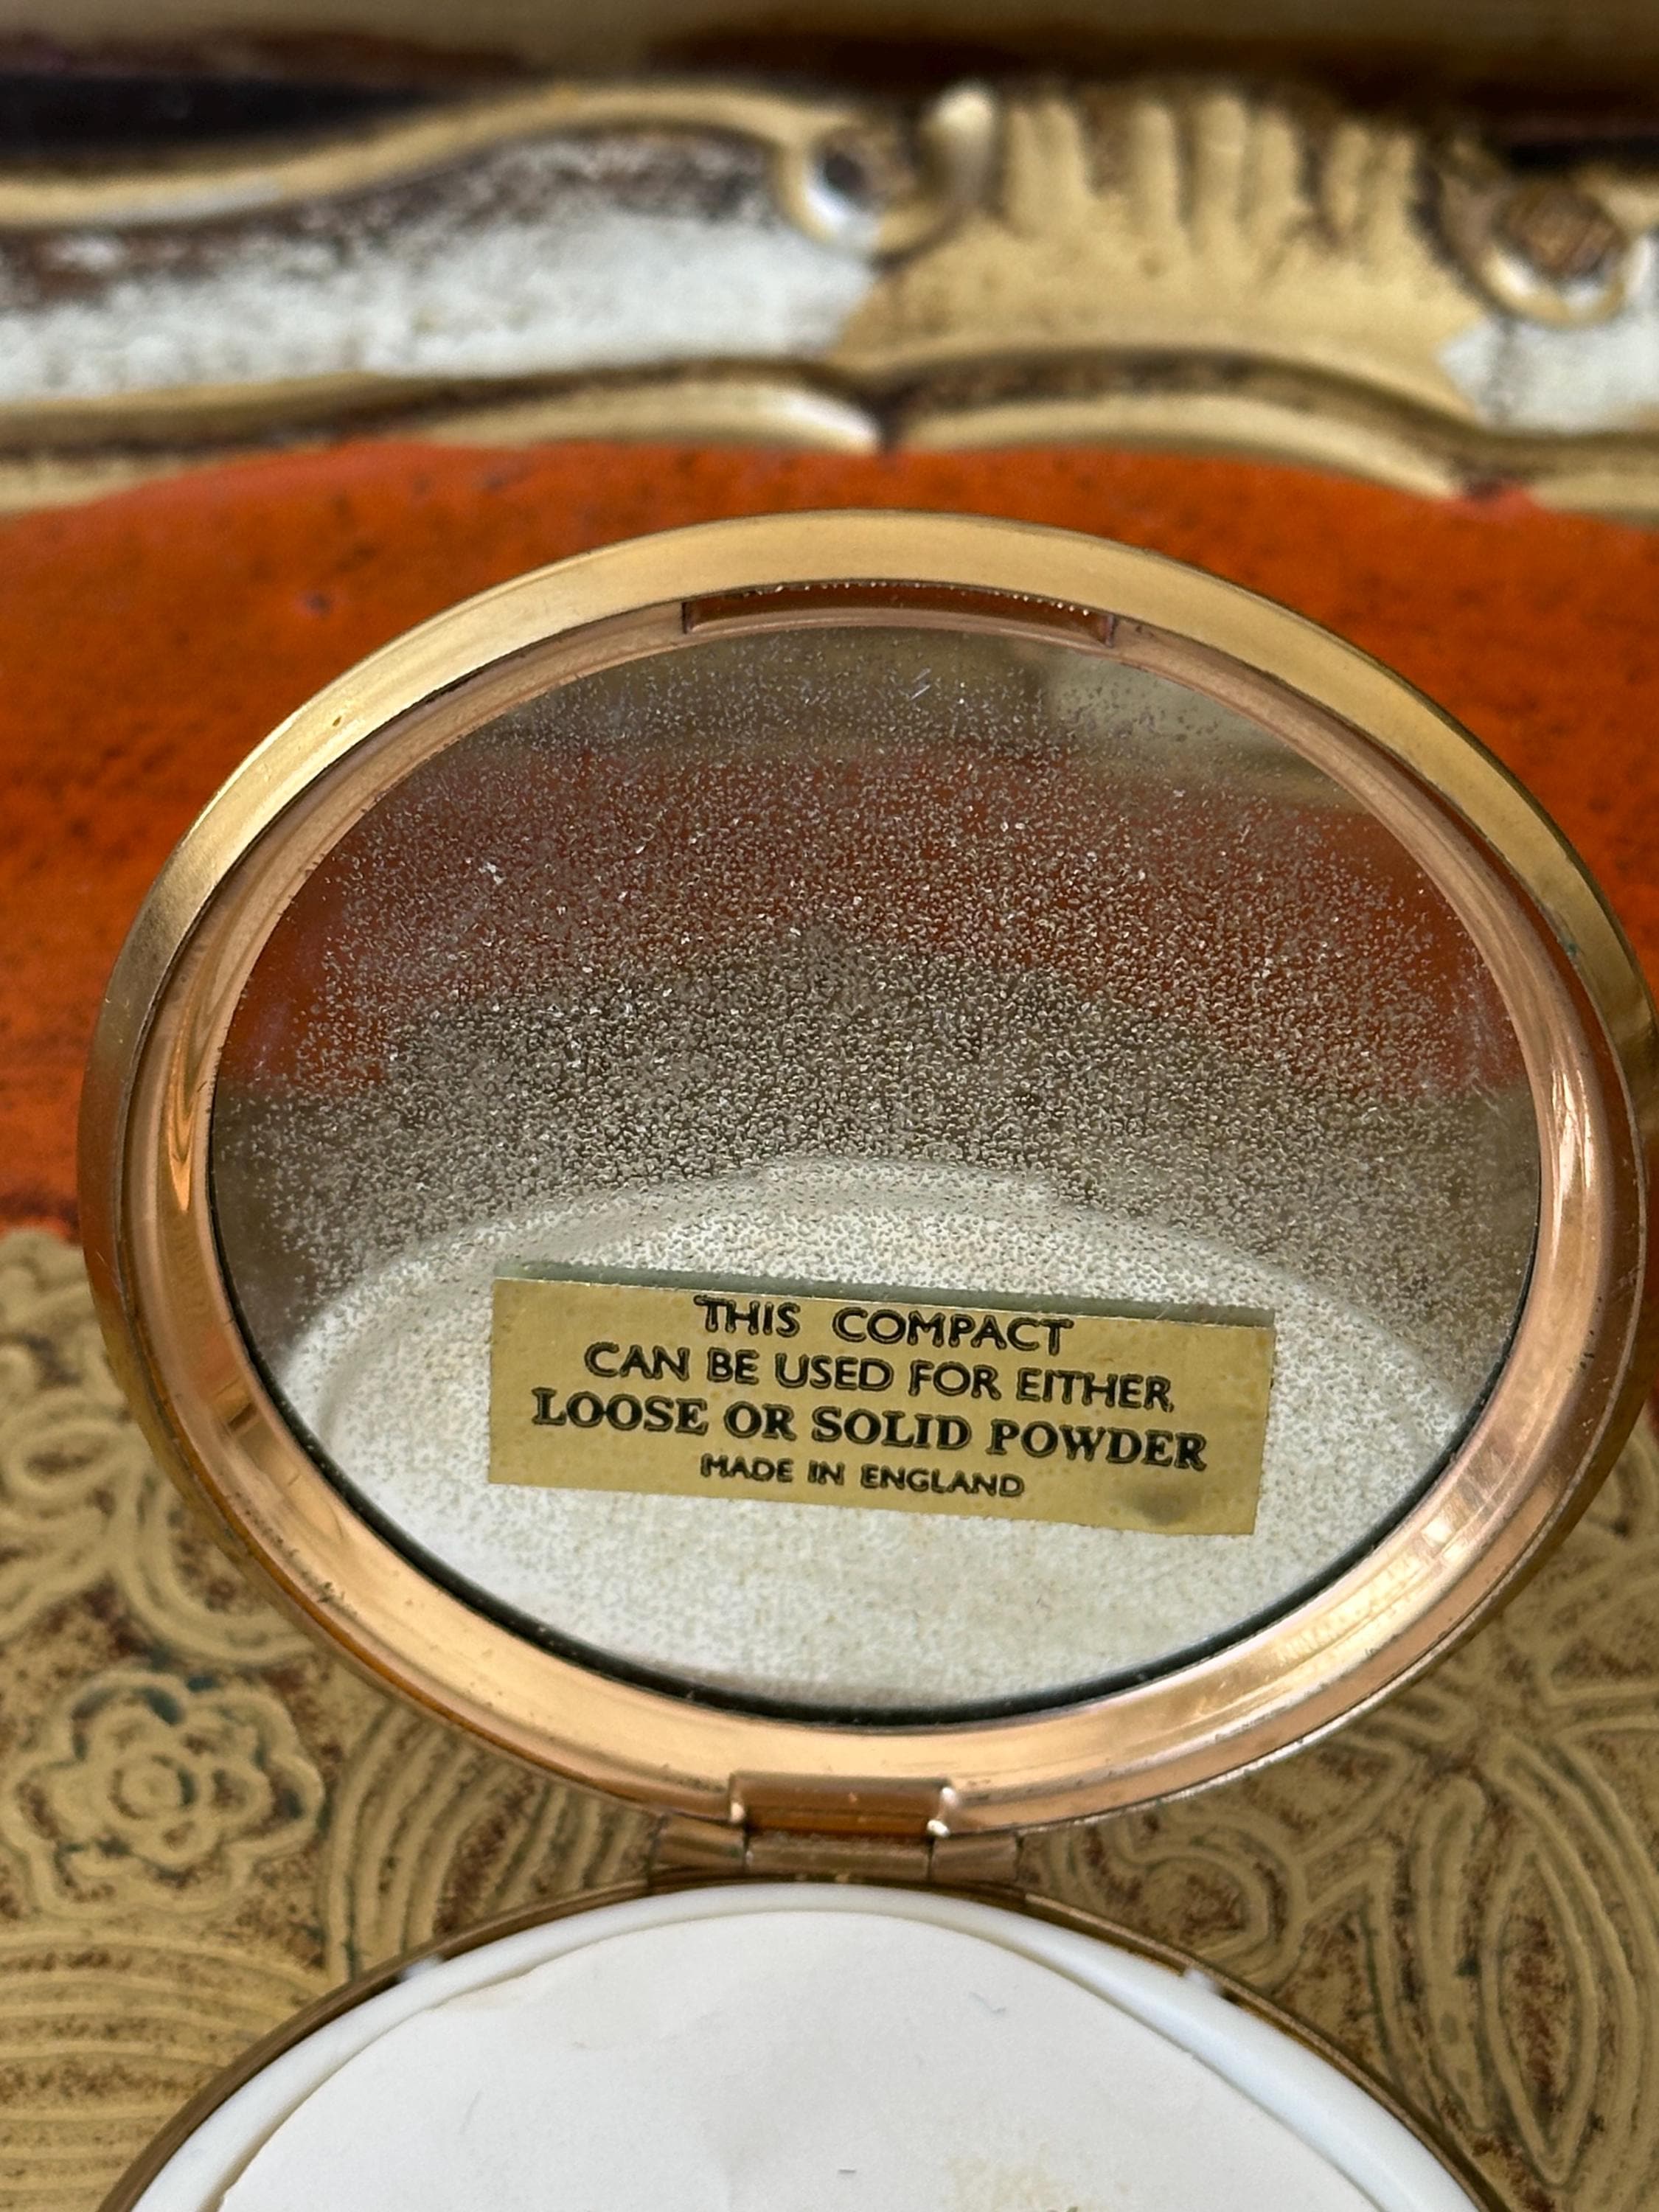 THIS COMPACT
CAN BE USED FOR EITHER
LOOSE OR SOLID POWDER
MADE IN ENGLAND